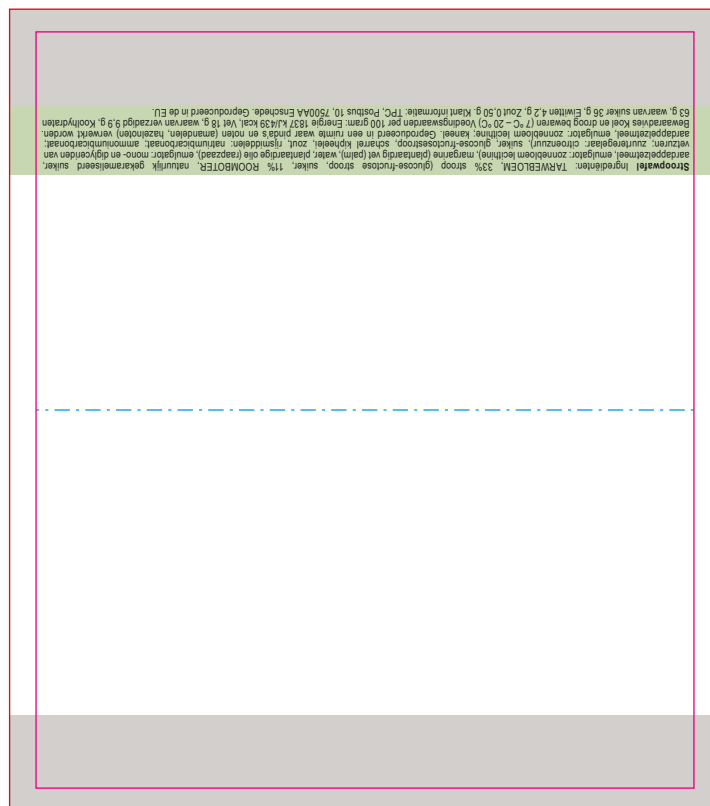 Stroopwafel Ingrediënten: TARWEBLOEM, 33% stroop (glucose-fructose stroop, suiker, 11% ROOMBOTER, natuurlijk gekarameliseerd suiker,
aardappelzetmeel, emulgator: zonnebloem lecithine), margarine (plantaardig vet (palm), water, plantaardige olie (raapzaad), emulgator: mono- en diglyceriden van
vetzuren; zuurteregelaar: citroenzuur), suiker, glucose-fructosestroop, scharrel kipheelei, zout, rijsmiddelen: natriumbicarbonaat; ammoniumbicarbonaat;
aardappelzetmeel, emulgator: zonnebloem lecithine; kaneel. Geproduceerd in een ruimte waar pinda's en noten (amandelen, hazelnoten) verwerkt worden.
Bewaaradvies Koel en droog bewaren (7 ºC – 20 ºC) Voedingswaarden per 100 gram: Energie 1837 kJ/439 kcal, Vet 18 g, waarvan verzadigd 9,9 g, Koolhydraten
63 g, waarvan suiker 36 g, Eiwitten 4,2 g, Zout 0,50 g. Klant informatie: TPC, Postbus 10, 7500AA Enschede. Geproduceerd in de EU.